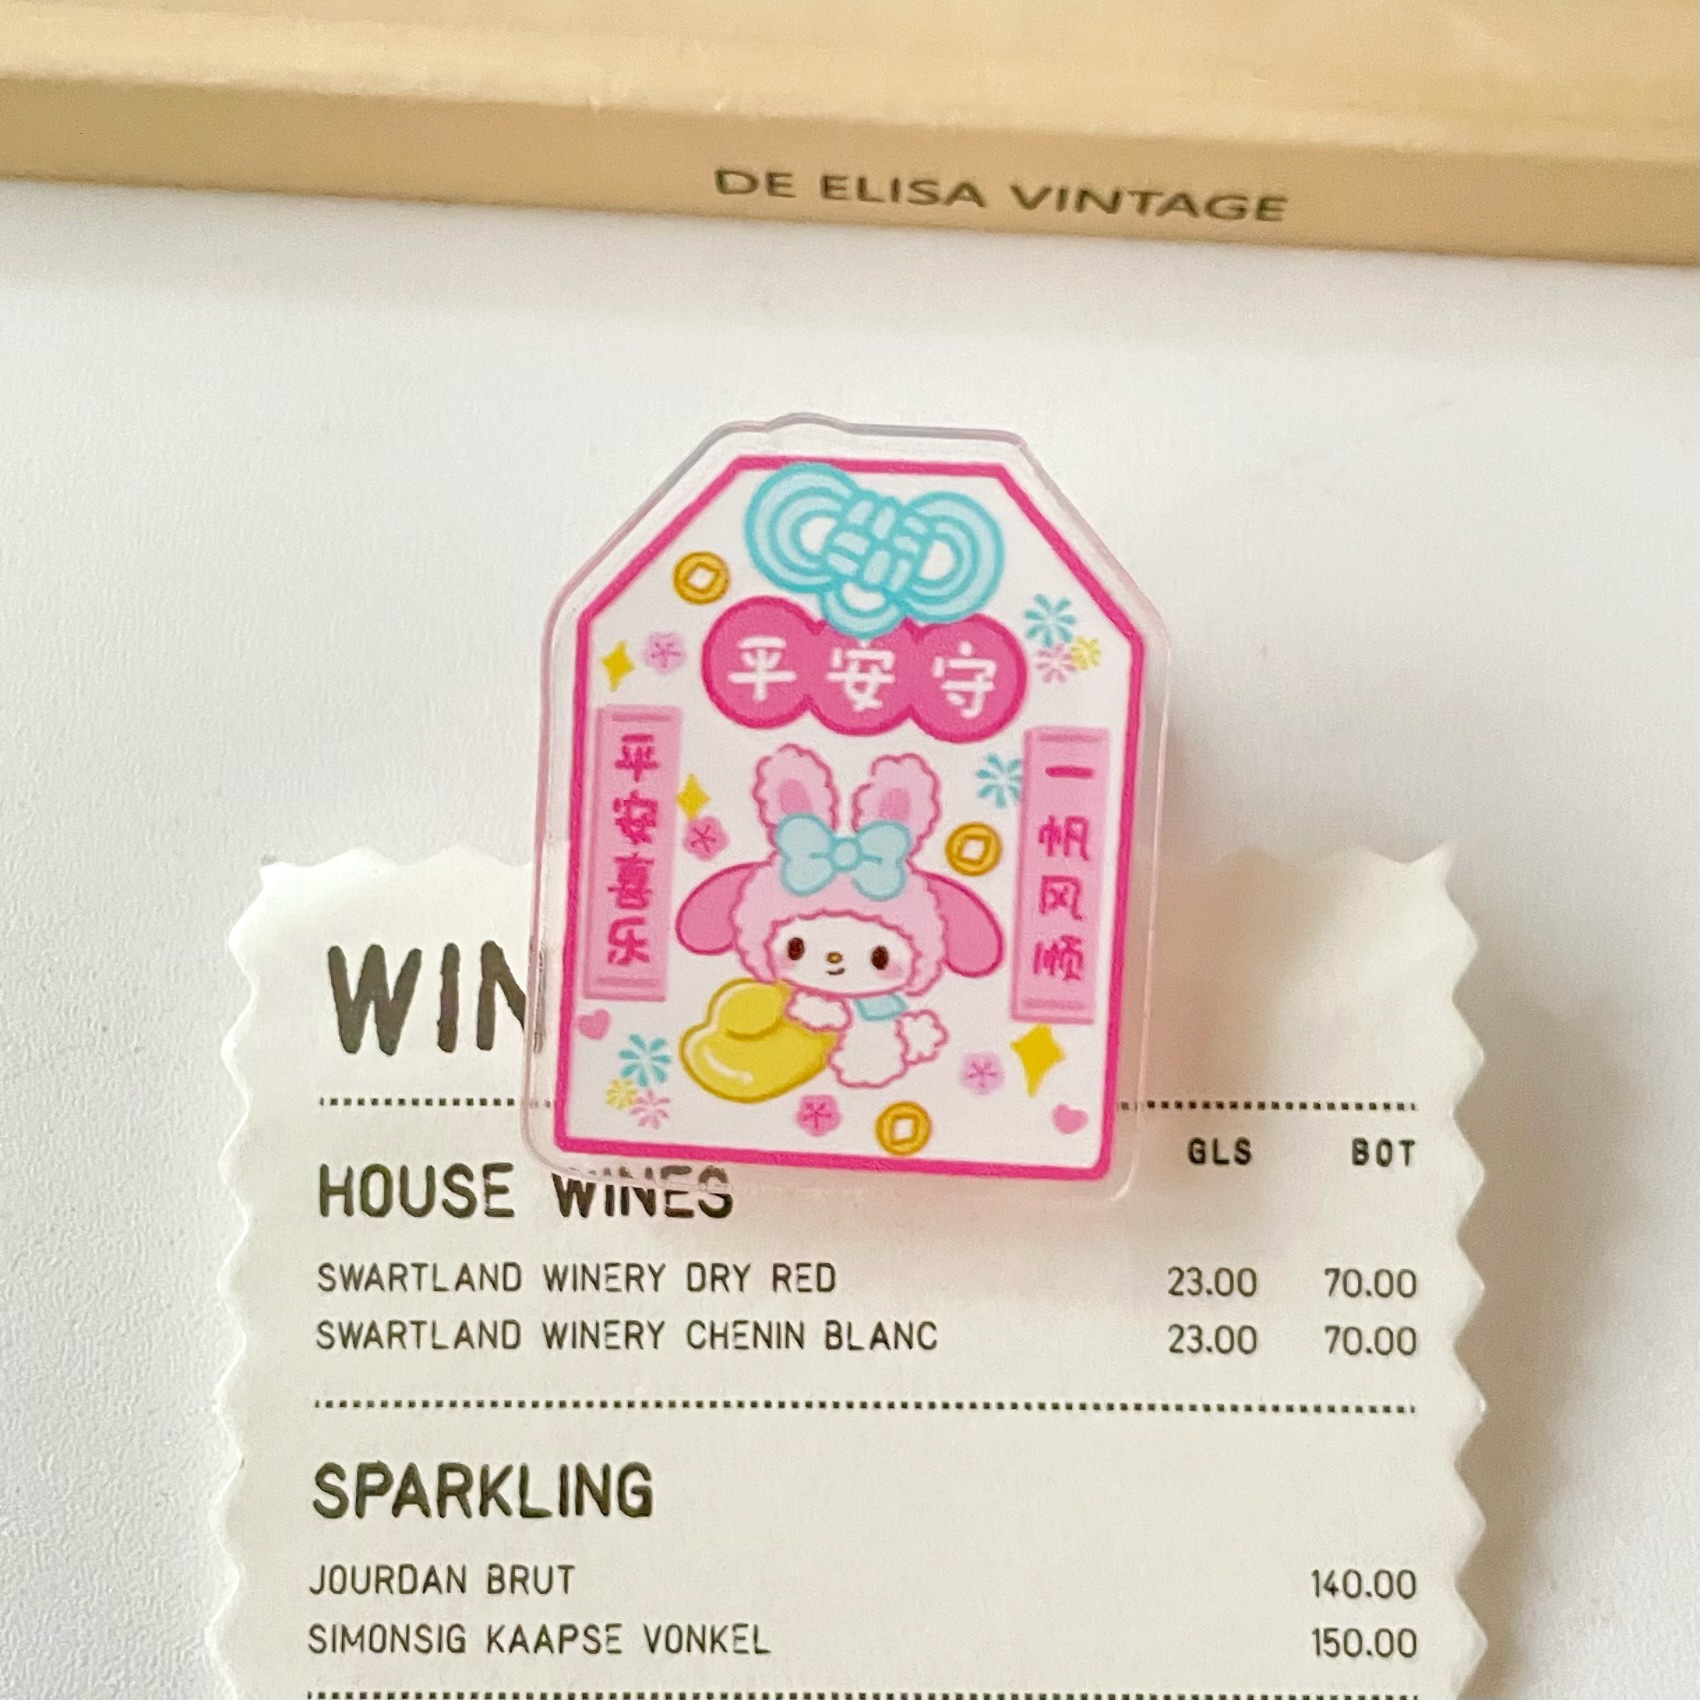 DE ELISA VINTAGE
平安守
平安喜乐
一帆风顺
WIN
GLS BOT
HOUSE WINES
SWARTLAND WINERY DRY RED 23.00 70.00
SWARTLAND WINERY CHENIN BLANC 23.00 70.00
SPARKLING
JOURDAN BRUT 140.00
SIMONSIG KAAPSE VONKEL 150.00